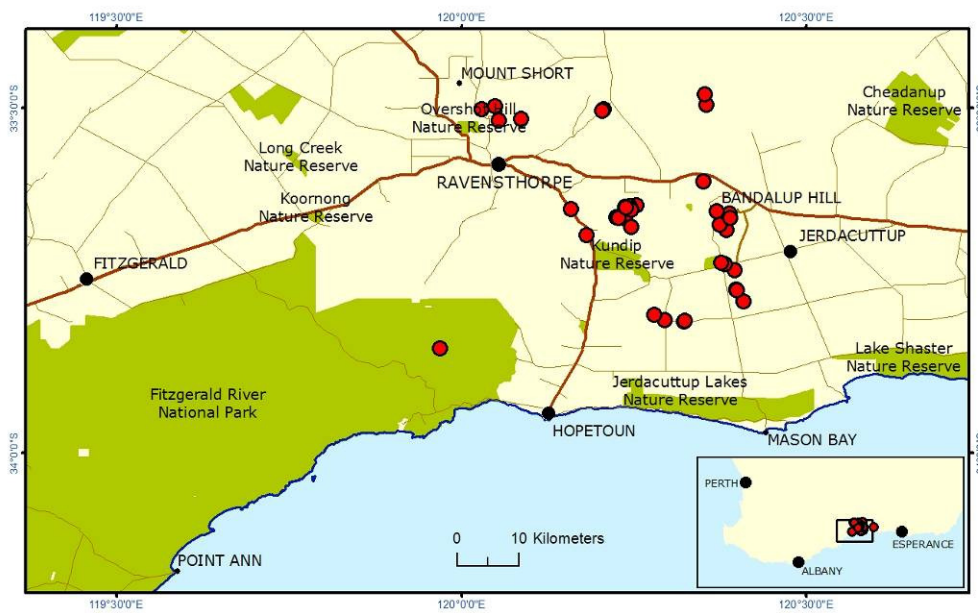 119°30'0"E
120°0'0"E
120°30'0"E
33°30'0"S
MOUNT SHORT
Cheadanup
Nature Reserve
Overshot Hill
Nature Reserve
Long Creek
Nature Reserve
RAVENSTHORPE
Koornong
Nature Reserve
BANDALUP HILL
JERDACUTTUP
Kundip
Nature Reserve
FITZGERALD
Lake Shaster
Nature Reserve
Fitzgerald River
National Park
Jerdacuttup Lakes
Nature Reserve
HOPETOUN
MASON BAY
34°0'0"S
PERTH
ESPERANCE
ALBANY
0 10 Kilometers
POINT ANN
119°30'0"E
120°0'0"E
120°30'0"E